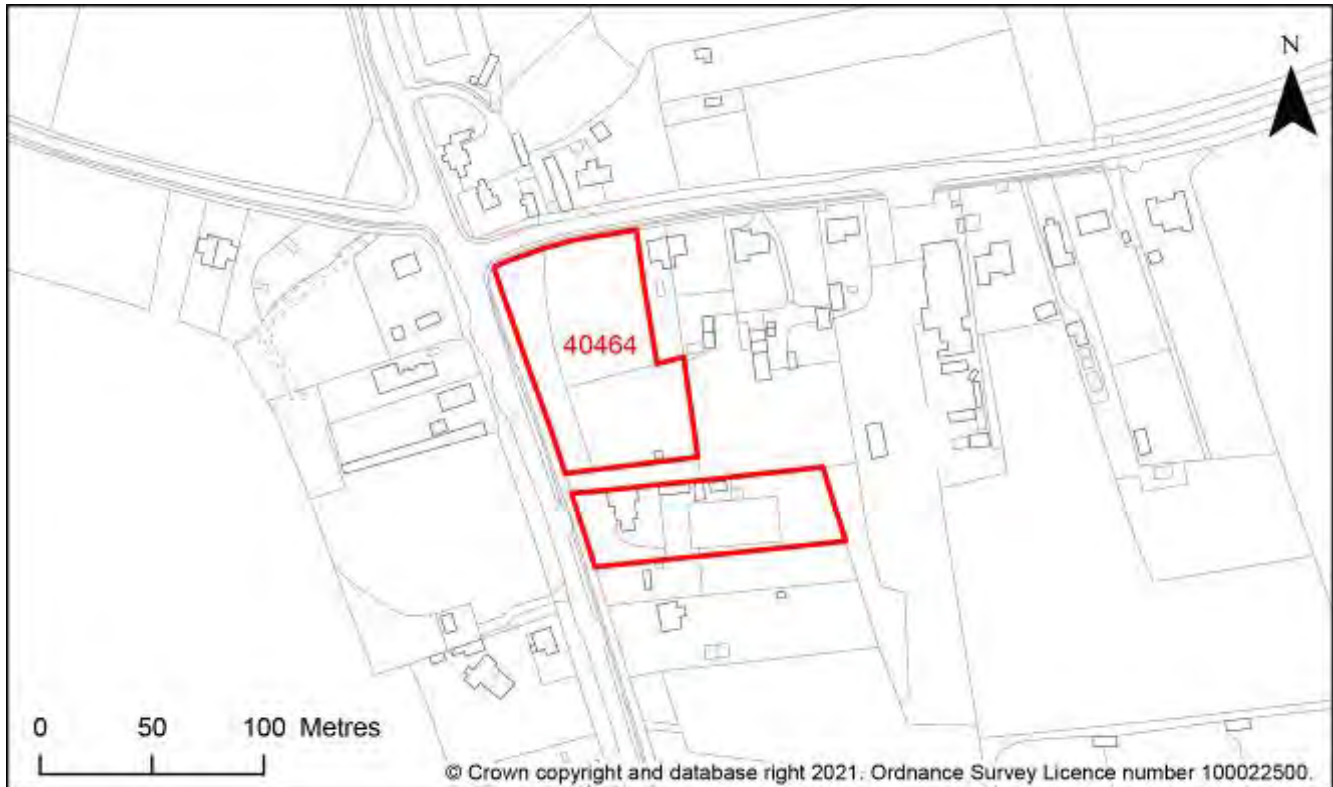 N
40464
0 50 100 Metres
© Crown copyright and database right 2021. Ordnance Survey Licence number 100022500.